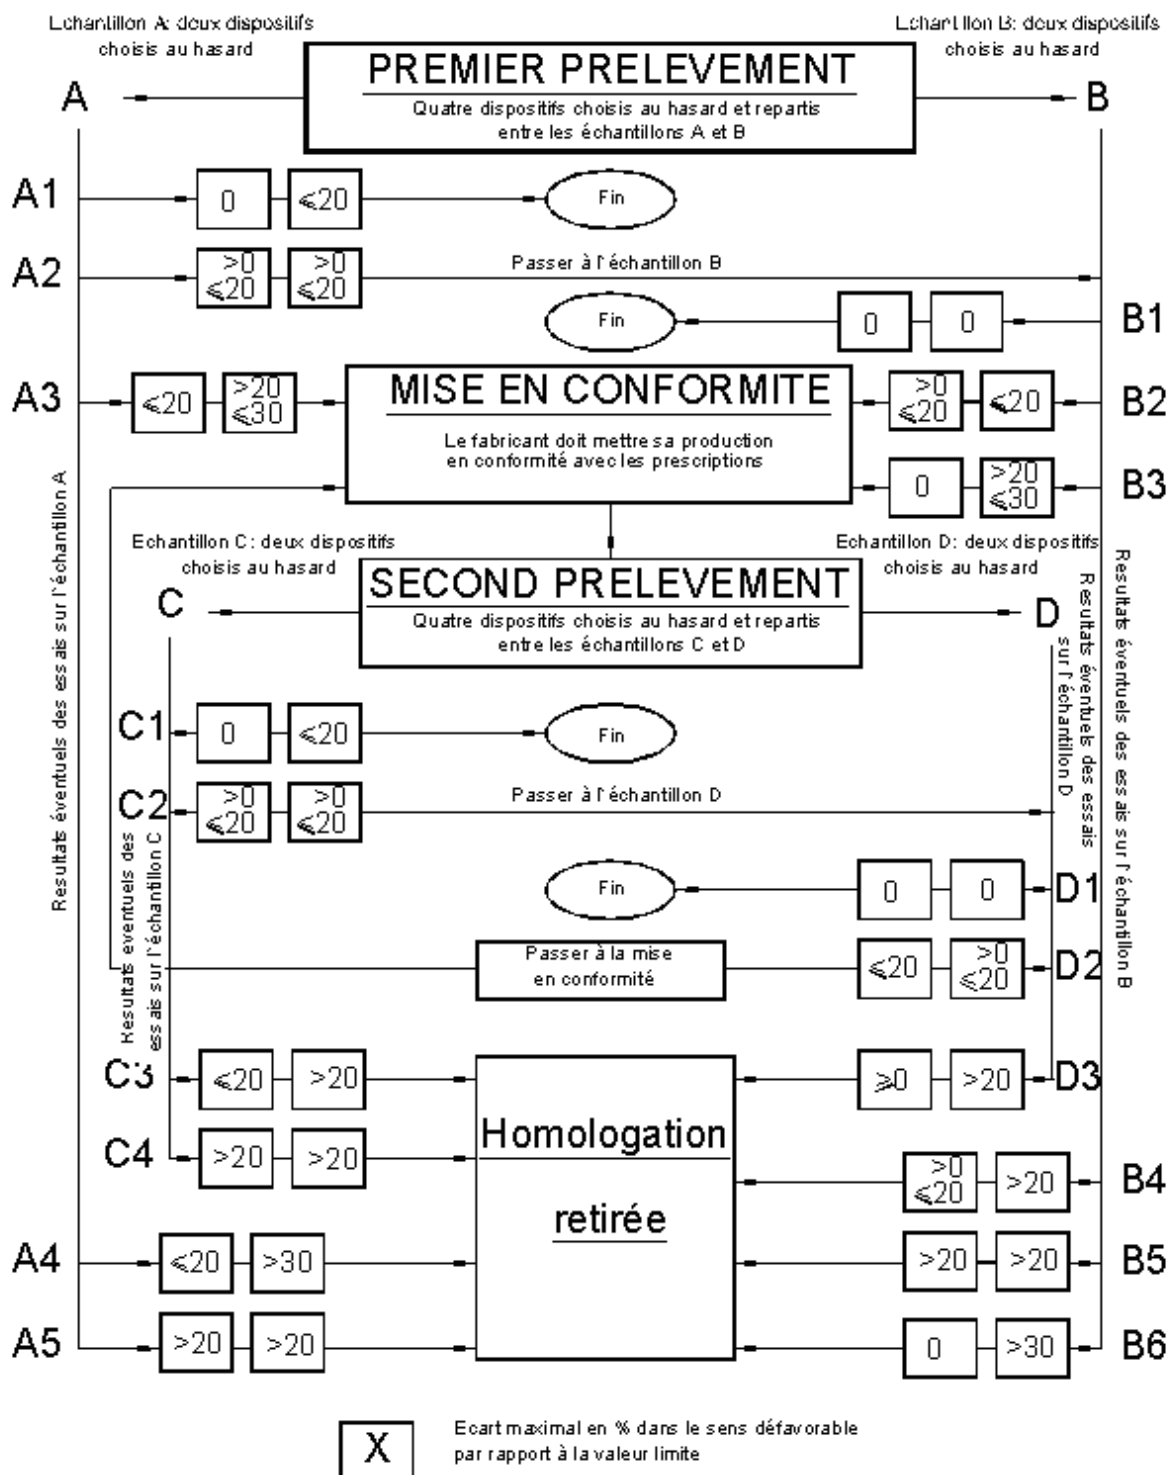 Echantillon A: deux dispositifs
choisis au hasard
Echantillon B: deux dispositifs
choisis au hasard
PREMIER PRELEVEMENT
Quatre dispositifs choisis au hasard et repartis
entre les échantillons A et B
A
B
A1
0
⩽20
Fin
A2
>0
⩽20
>0
⩽20
Passer à l'échantillon B
Fin
0
0
B1
A3
⩽20
>20
⩽30
MISE EN CONFORMITE
Le fabricant doit mettre sa production
en conformité avec les prescriptions
>0
⩽20
⩽20
B2
0
>20
⩽30
B3
Echantillon C: deux dispositifs
choisis au hasard
Echantillon D: deux dispositifs
choisis au hasard
SECOND PRELEVEMENT
Quatre dispositifs choisis au hasard et repartis
entre les échantillons C et D
C
D
Resultats éventuels des essais sur l'échantillon A
Resultats éventuels des
essais sur l'échantillon C
Resultats éventuels des essais
sur l'échantillon D
Resultats éventuels des essais sur l'échantillon B
C1
0
⩽20
Fin
C2
>0
⩽20
>0
⩽20
Passer à l'échantillon D
Fin
0
0
D1
Passer à la mise
en conformité
⩽20
>0
⩽20
D2
C3
⩽20
>20
⩾0
>20
D3
Homologation
retirée
C4
>20
>20
>0
⩽20
>20
B4
A4
⩽20
>30
>20
>20
B5
A5
>20
>20
0
>30
B6
X
Ecart maximal en % dans le sens défavorable
par rapport à la valeur limite